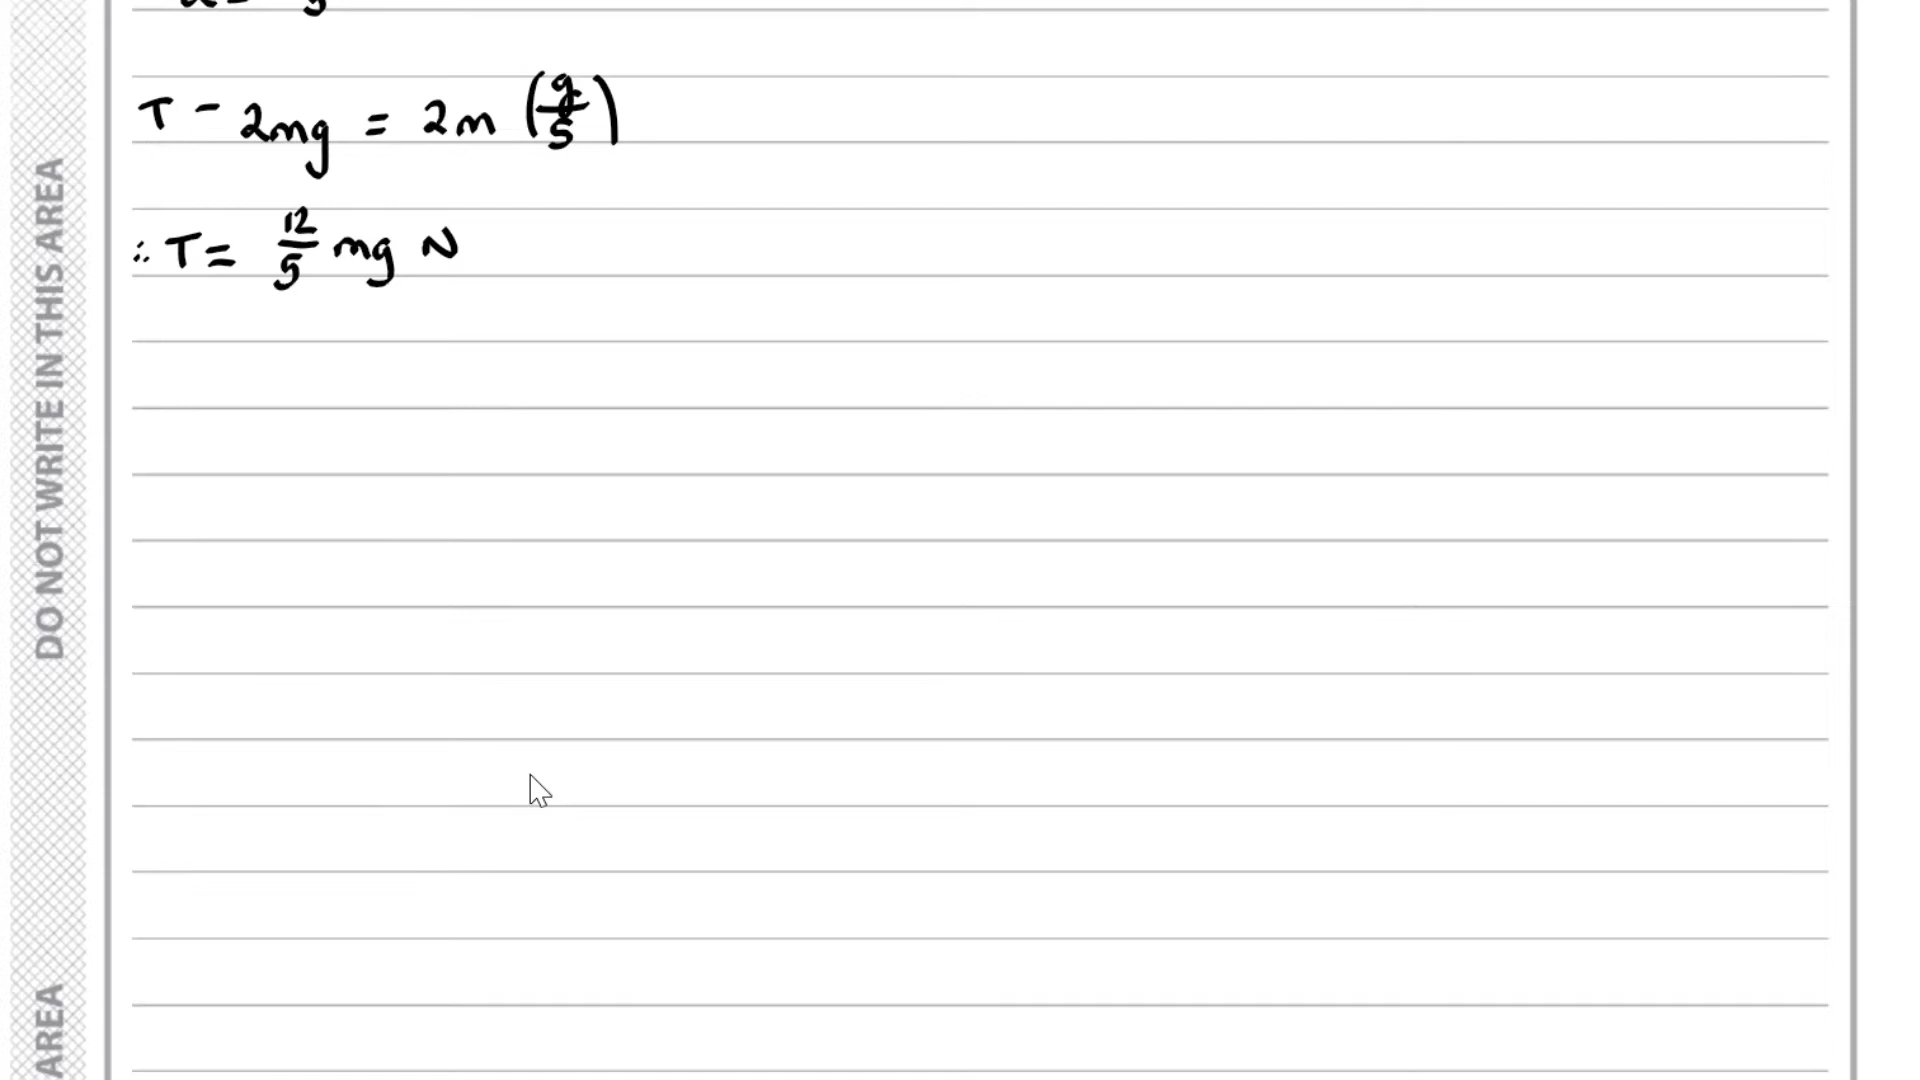 T - 2mg = 2m (g/5)
∴ T = 12/5 mg N
DO NOT WRITE IN THIS AREA
AREA